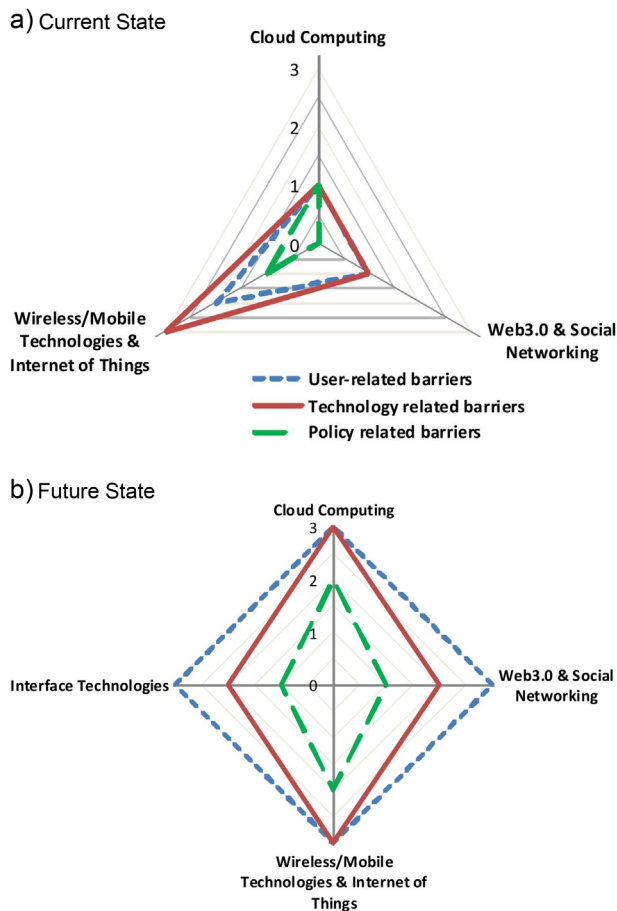 a) Current State
Cloud Computing
3
2
1
0
Wireless/Mobile
Technologies &
Internet of Things
Web3.0 & Social
Networking
User-related barriers
Technology related barriers
Policy related barriers
b) Future State
Cloud Computing
3
2
1
0
Interface Technologies
Web3.0 & Social
Networking
Wireless/Mobile
Technologies & Internet of
Things